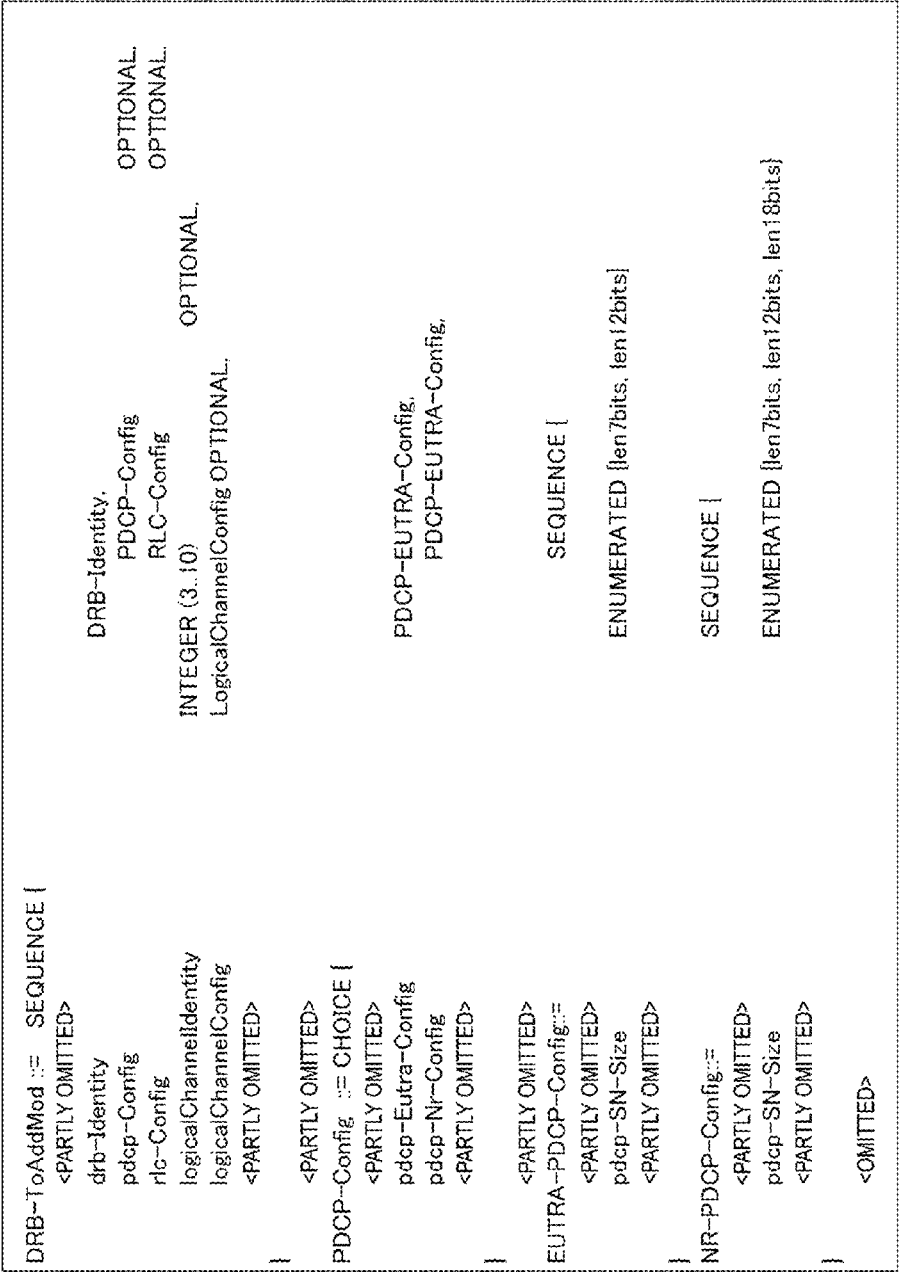 DRB-ToAddMod ::= SEQUENCE {
<PARTLY OMITTED>
drb-Identity DRB-Identity,
pdcp-Config PDCP-Config OPTIONAL,
rlc-Config RLC-Config OPTIONAL,
logicalChannelIdentity INTEGER (3..10) OPTIONAL,
logicalChannelConfig LogicalChannelConfig OPTIONAL,
<PARTLY OMITTED>
}
<PARTLY OMITTED>
PDCP-Config ::= CHOICE {
<PARTLY OMITTED>
pdcp-Eutra-Config PDCP-EUTRA-Config,
pdcp-Nr-Config PDCP-EUTRA-Config,
<PARTLY OMITTED>
}
<PARTLY OMITTED>
EUTRA-PDCP-Config::= SEQUENCE {
<PARTLY OMITTED>
pdcp-SN-Size ENUMERATED {len7bits, len12bits}
<PARTLY OMITTED>
}
NR-PDCP-Config::= SEQUENCE {
<PARTLY OMITTED>
pdcp-SN-Size ENUMERATED {len7bits, len12bits, len18bits}
<PARTLY OMITTED>
}
<OMITTED>